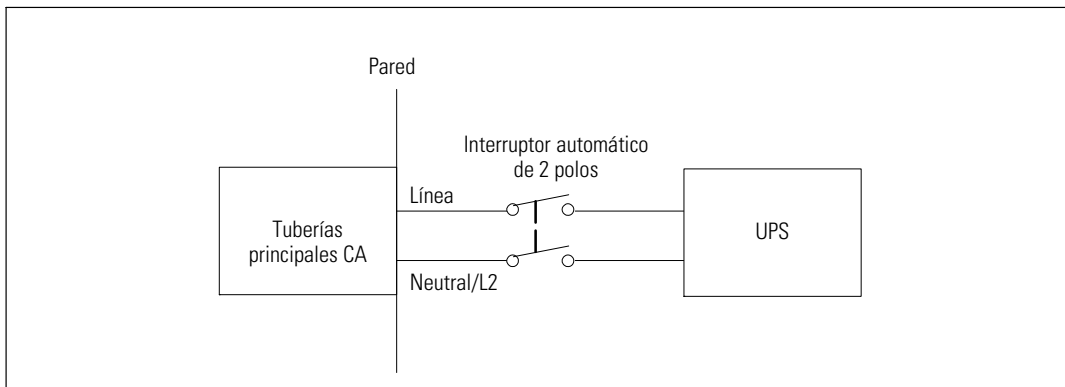 Pared
Interruptor automático
de 2 polos
Línea
Tuberías
principales CA
UPS
Neutral/L2